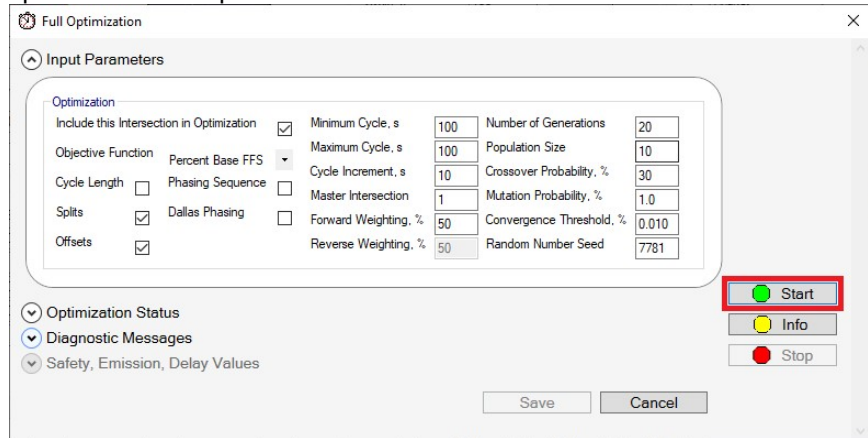 Full Optimization
Input Parameters
Optimization
Include this Intersection in Optimization
Objective Function Percent Base FFS
Cycle Length Phasing Sequence
Splits Dallas Phasing
Offsets
Minimum Cycle, s 100
Maximum Cycle, s 100
Cycle Increment, s 10
Master Intersection 1
Forward Weighting, % 50
Reverse Weighting, % 50
Number of Generations 20
Population Size 10
Crossover Probability, % 30
Mutation Probability, % 1.0
Convergence Threshold, % 0.010
Random Number Seed 7781
Start
Info
Stop
Optimization Status
Diagnostic Messages
Safety, Emission, Delay Values
Save Cancel